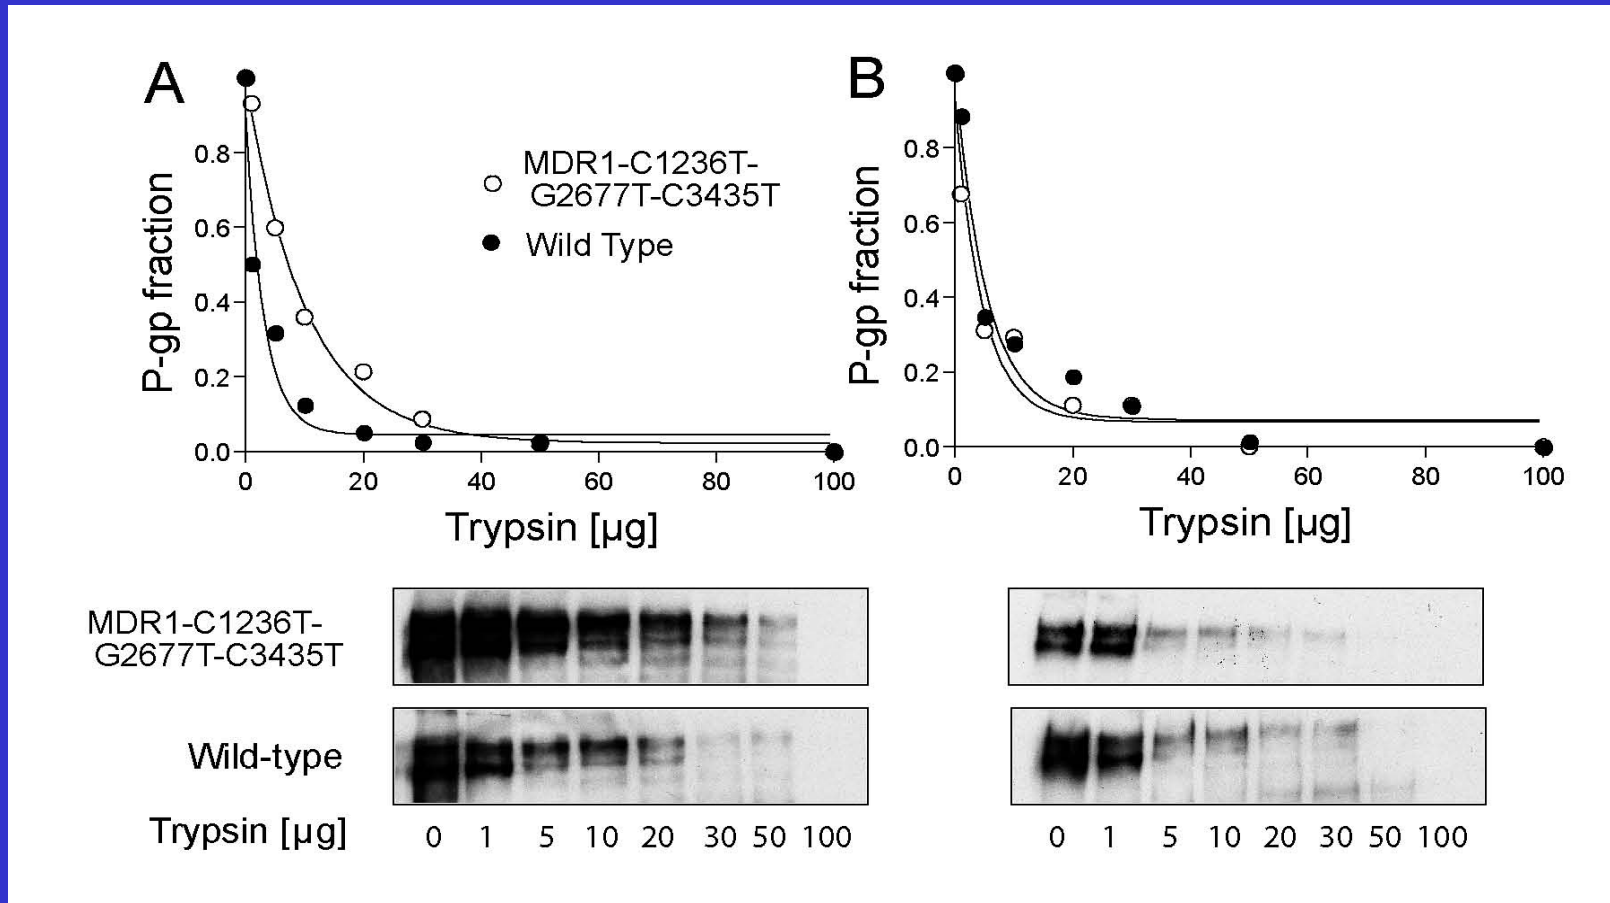 A
P-gp fraction
0.8
0.6
0.4
0.2
0.0
0 20 40 60 80 100
Trypsin [µg]
MDR1-C1236T-
G2677T-C3435T
Wild Type
B
P-gp fraction
0.8
0.6
0.4
0.2
0.0
0 20 40 60 80 100
Trypsin [µg]
MDR1-C1236T-
G2677T-C3435T
Wild-type
Trypsin [µg] 0 1 5 10 20 30 50 100 0 1 5 10 20 30 50 100